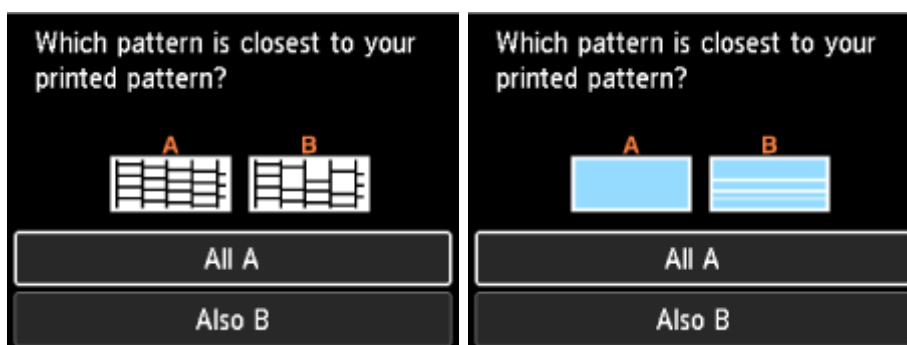 Which pattern is closest to your
printed pattern?
A B
All A
Also B
Which pattern is closest to your
printed pattern?
A B
All A
Also B